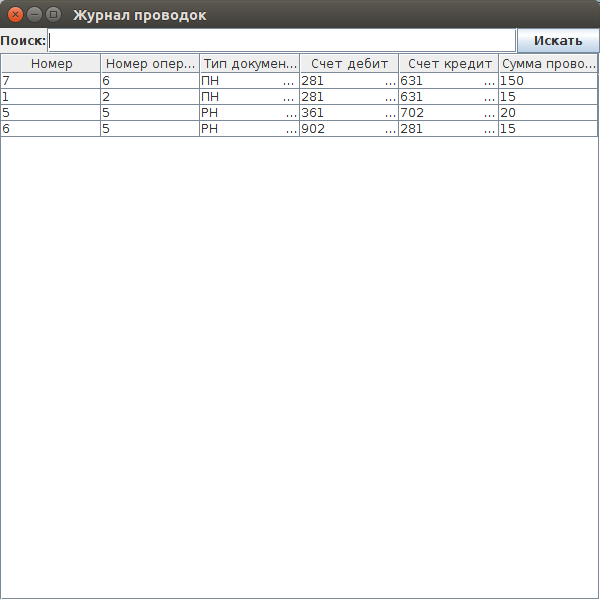 Журнал проводок
Поиск: Искать
Номер Номер опер... Тип докумен... Счет дебит Счет кредит Сумма прово...
7 6 ПН ... 281 ... 631 ... 150
1 2 ПН ... 281 ... 631 ... 15
5 5 РН ... 361 ... 702 ... 20
6 5 РН ... 902 ... 281 ... 15